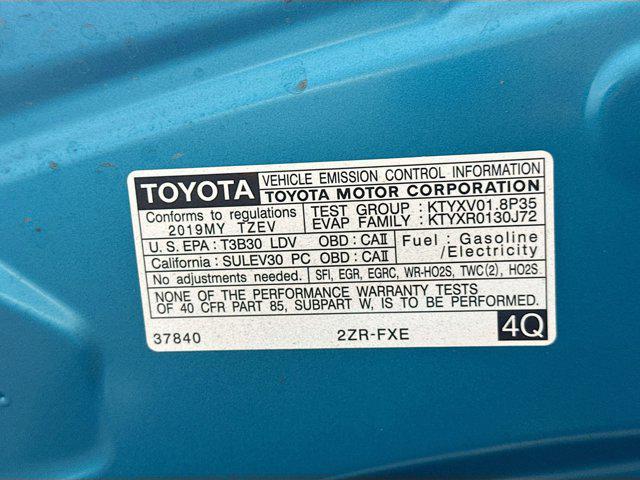 TOYOTA VEHICLE EMISSION CONTROL INFORMATION
TOYOTA MOTOR CORPORATION
Conforms to regulations
2019MY TZEV
TEST GROUP : KTYXV01.8P35
EVAP FAMILY : KTYXR0130J72
U.S. EPA : T3B30 LDV OBD : CAII
California : SULEV30 PC OBD : CAII
Fuel : Gasoline
/Electricity
No adjustments needed. SFI, EGR, EGRC, WR-HO2S, TWC(2), HO2S
NONE OF THE PERFORMANCE WARRANTY TESTS
OF 40 CFR PART 85, SUBPART W, IS TO BE PERFORMED.
37840 2ZR-FXE 4Q